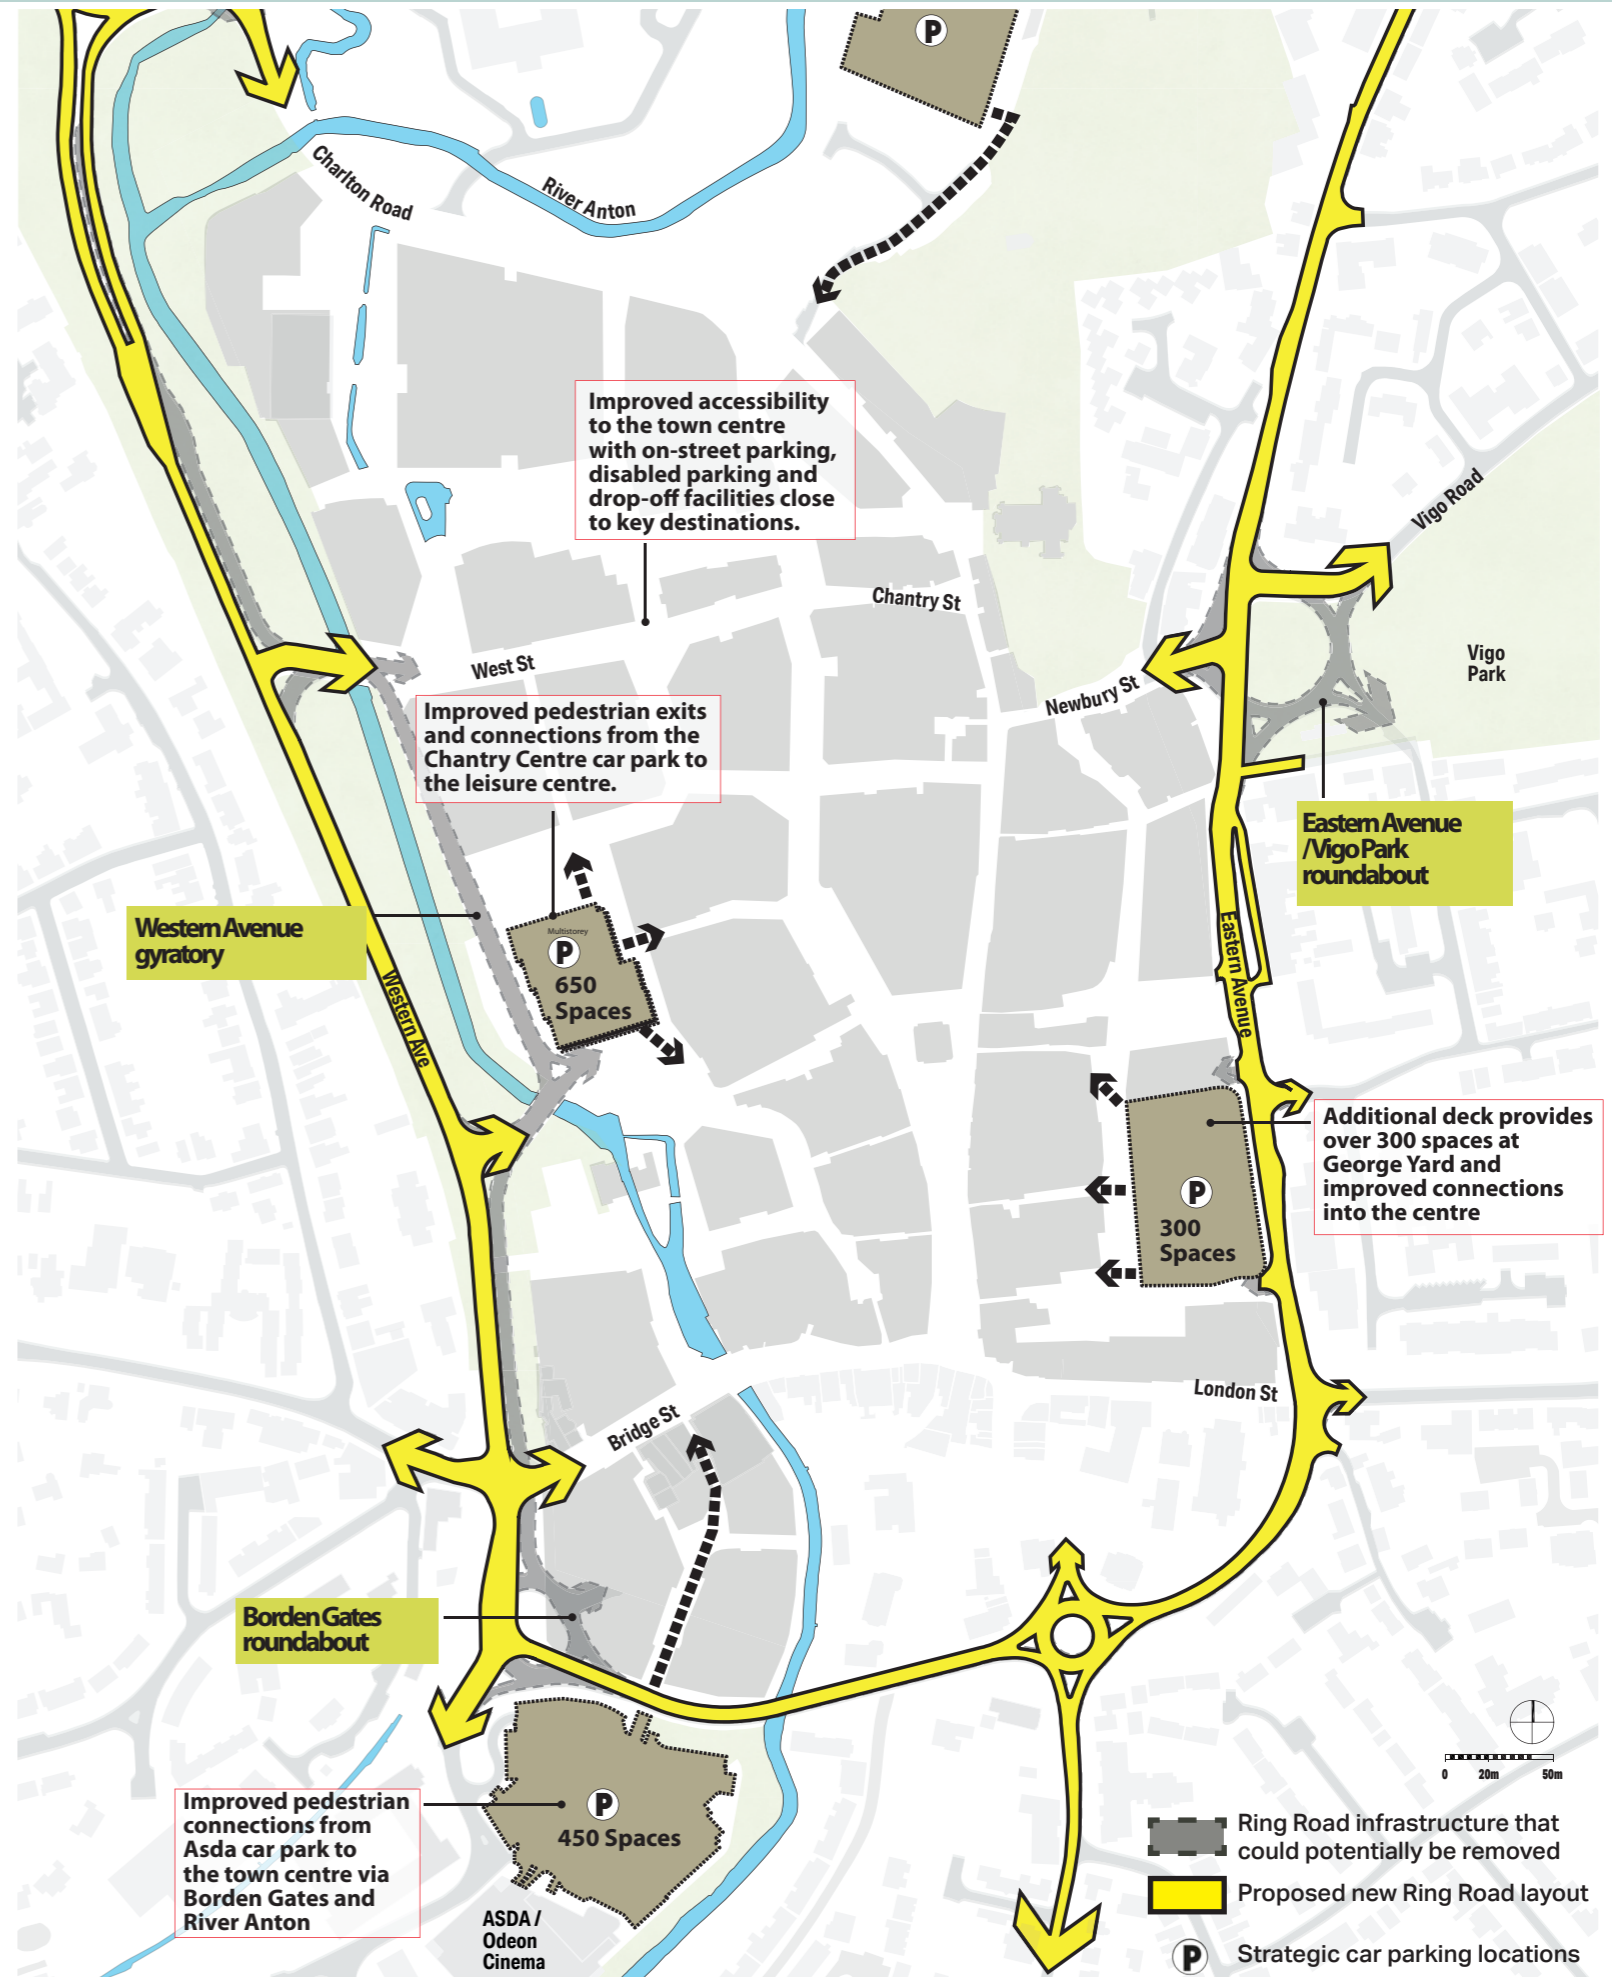 P
Charlton Road
River Anton
Improved accessibility
to the town centre
with on-street parking,
disabled parking and
drop-off facilities close
to key destinations.
Vigo Road
Chantry St
West St
Newbury St
Vigo
Park
Improved pedestrian exits
and connections from the
Chantry Centre car park to
the leisure centre.
Eastern Avenue
/Vigo Park
roundabout
Western Avenue
gyratory
Multistorey
P
650
Spaces
Western Ave
Eastern Avenue
Additional deck provides
over 300 spaces at
George Yard and
improved connections
into the centre
P
300
Spaces
London St
Bridge St
Borden Gates
roundabout
Improved pedestrian
connections from
Asda car park to
the town centre via
Borden Gates and
River Anton
P
450 Spaces
ASDA /
Odeon
Cinema
0 20m 50m
Ring Road infrastructure that
could potentially be removed
Proposed new Ring Road layout
P Strategic car parking locations